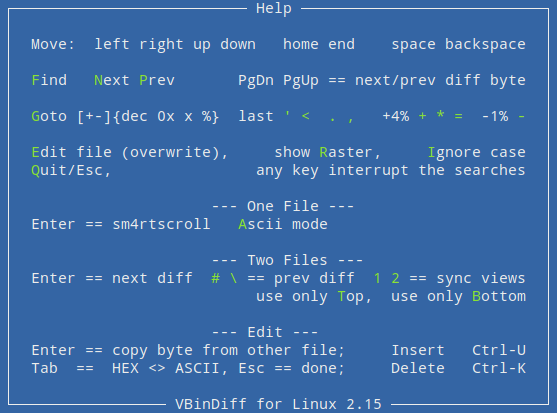 Help
Move:  left right up down   home end    space backspace
Find   Next Prev       PgDn PgUp == next/prev diff byte
Goto [+-]{dec 0x x %}  last ' <  . ,   +4% + * =  -1% -
Edit file (overwrite),     show Raster,     Ignore case
Quit/Esc,                any key interrupt the searches
--- One File ---
Enter == sm4rtscroll   Ascii mode
--- Two Files ---
Enter == next diff  # \ == prev diff  1 2 == sync views
use only Top,  use only Bottom
--- Edit ---
Enter == copy byte from other file;     Insert   Ctrl-U
Tab  ==  HEX <> ASCII, Esc == done;     Delete   Ctrl-K
VBinDiff for Linux 2.15